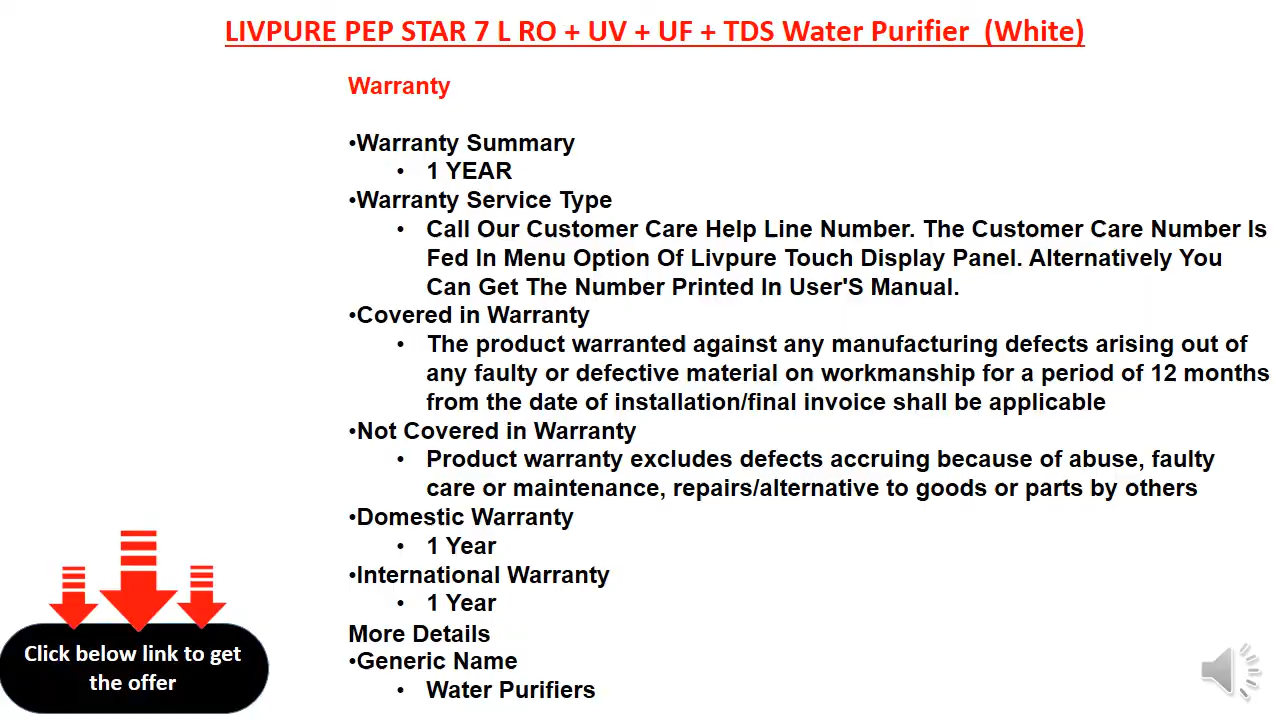 LIVPURE PEP STAR 7 L RO + UV + UF + TDS Water Purifier (White)
Warranty
•Warranty Summary
• 1 YEAR
•Warranty Service Type
• Call Our Customer Care Help Line Number. The Customer Care Number Is
Fed In Menu Option Of Livpure Touch Display Panel. Alternatively You
Can Get The Number Printed In User'S Manual.
•Covered in Warranty
• The product warranted against any manufacturing defects arising out of
any faulty or defective material on workmanship for a period of 12 months
from the date of installation/final invoice shall be applicable
•Not Covered in Warranty
• Product warranty excludes defects accruing because of abuse, faulty
care or maintenance, repairs/alternative to goods or parts by others
•Domestic Warranty
• 1 Year
•International Warranty
• 1 Year
More Details
•Generic Name
• Water Purifiers
Click below link to get
the offer